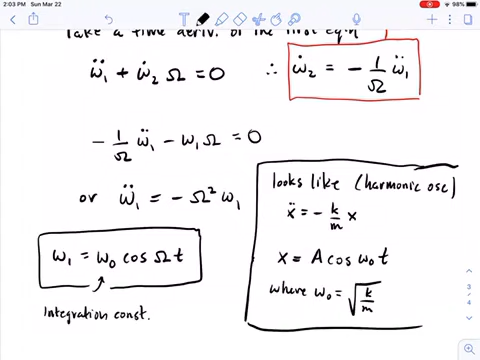 2:03 PM Sun Mar 22
98%
Take a time deriv. of the first eqtn
ω̈₁ + ω̇₂ Ω = 0 ∴ ω̇₂ = - 1/Ω ω̈₁
- 1/Ω ω̈₁ - ω₁ Ω = 0
or ω̈₁ = - Ω² ω₁
ω₁ = ω₀ cos Ω t
Integration const.
looks like (harmonic osc)
ẍ = - k/m x
x = A cos ω₀ t
where ω₀ = √(k/m)
3
4